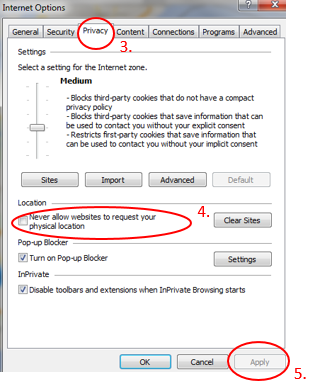 Internet Options
General Security Privacy Content Connections Programs Advanced
3.
Settings
Select a setting for the Internet zone.
Medium
- Blocks third-party cookies that do not have a compact
privacy policy
- Blocks third-party cookies that save information that can
be used to contact you without your explicit consent
- Restricts first-party cookies that save information that
can be used to contact you without your implicit consent
Sites Import Advanced Default
Location
4.
Never allow websites to request your
physical location
Clear Sites
Pop-up Blocker
Turn on Pop-up Blocker Settings
InPrivate
Disable toolbars and extensions when InPrivate Browsing starts
OK Cancel Apply
5.